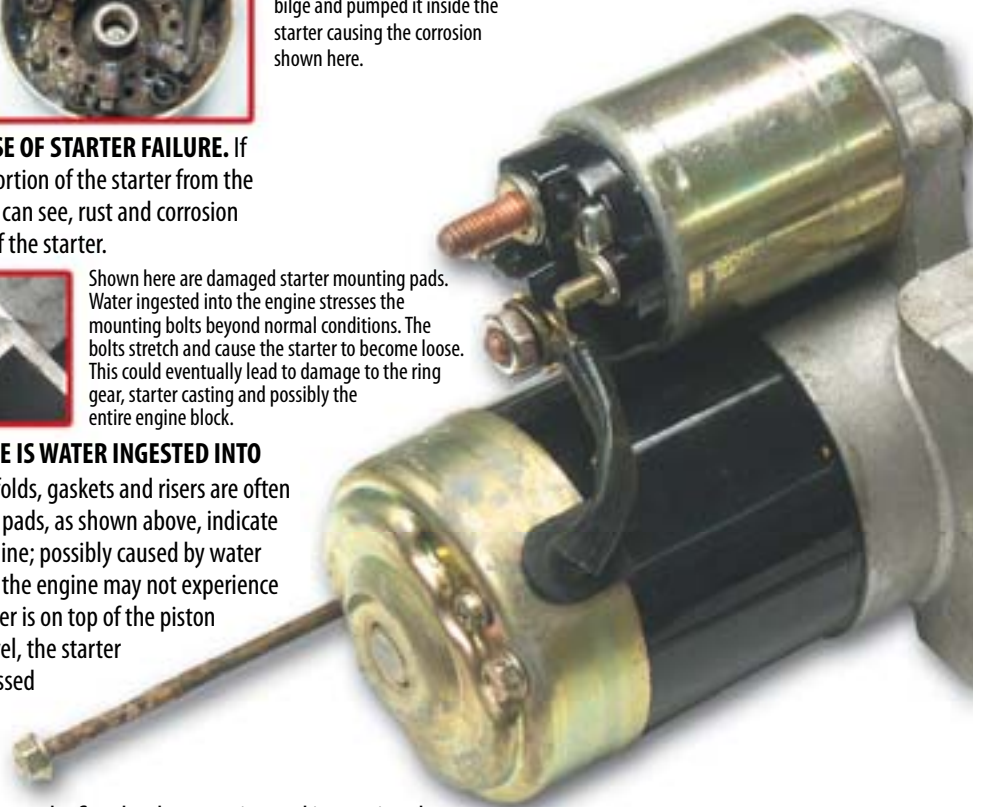 bilge and pumped it inside the
starter causing the corrosion
shown here.
SE OF STARTER FAILURE. If
ortion of the starter from the
can see, rust and corrosion
f the starter.
Shown here are damaged starter mounting pads.
Water ingested into the engine stresses the
mounting bolts beyond normal conditions. The
bolts stretch and cause the starter to become loose.
This could eventually lead to damage to the ring
gear, starter casting and possibly the
entire engine block.
E IS WATER INGESTED INTO
folds, gaskets and risers are often
pads, as shown above, indicate
ine; possibly caused by water
the engine may not experience
er is on top of the piston
el, the starter
ssed